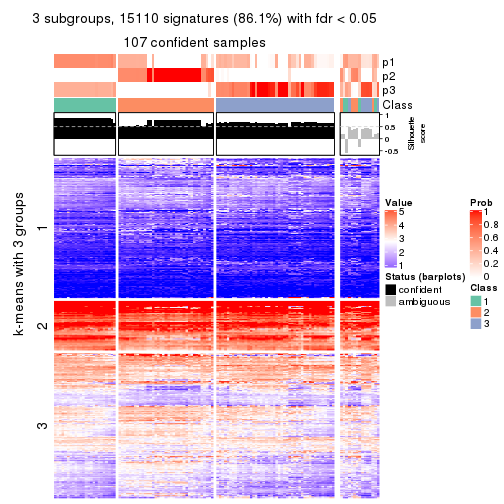 3 subgroups, 15110 signatures (86.1%) with fdr < 0.05
107 confident samples
p1
p2
p3
Class
1
0.5
0
-0.5
Silhouette
score
k-means with 3 groups
1
2
3
Value
5
4
3
2
1
Status (barplots)
confident
ambiguous
Prob
1
0.8
0.6
0.4
0.2
0
Class
1
2
3